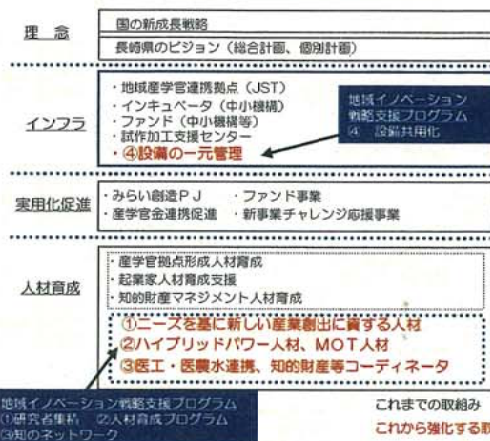 理 念
国の新成長戦略
長崎県のビジョン（総合計画、個別計画）
インフラ
・地域産学官連携拠点（JST）
・インキュベータ（中小機構）
・ファンド（中小機構等）
・試作加工支援センター
・④設備の一元管理
地域イノベーション
戦略支援プログラム
④ 設備共用化
実用化促進
・みらい創造ＰＪ ・ファンド事業
・産学官金連携促進 ・新事業チャレンジ応援事業
人材育成
・産学官拠点形成人材育成
・起業家人材育成支援
・知的財産マネジメント人材育成
①ニーズを基に新しい産業創出に資する人材
②ハイブリッドパワー人材、ＭＯＴ人材
③医工・医農水連携、知的財産等コーディネータ
地域イノベーション戦略支援プログラム
①研究者集積 ②人材育成プログラム
③知のネットワーク
これまでの取組み
これから強化する取